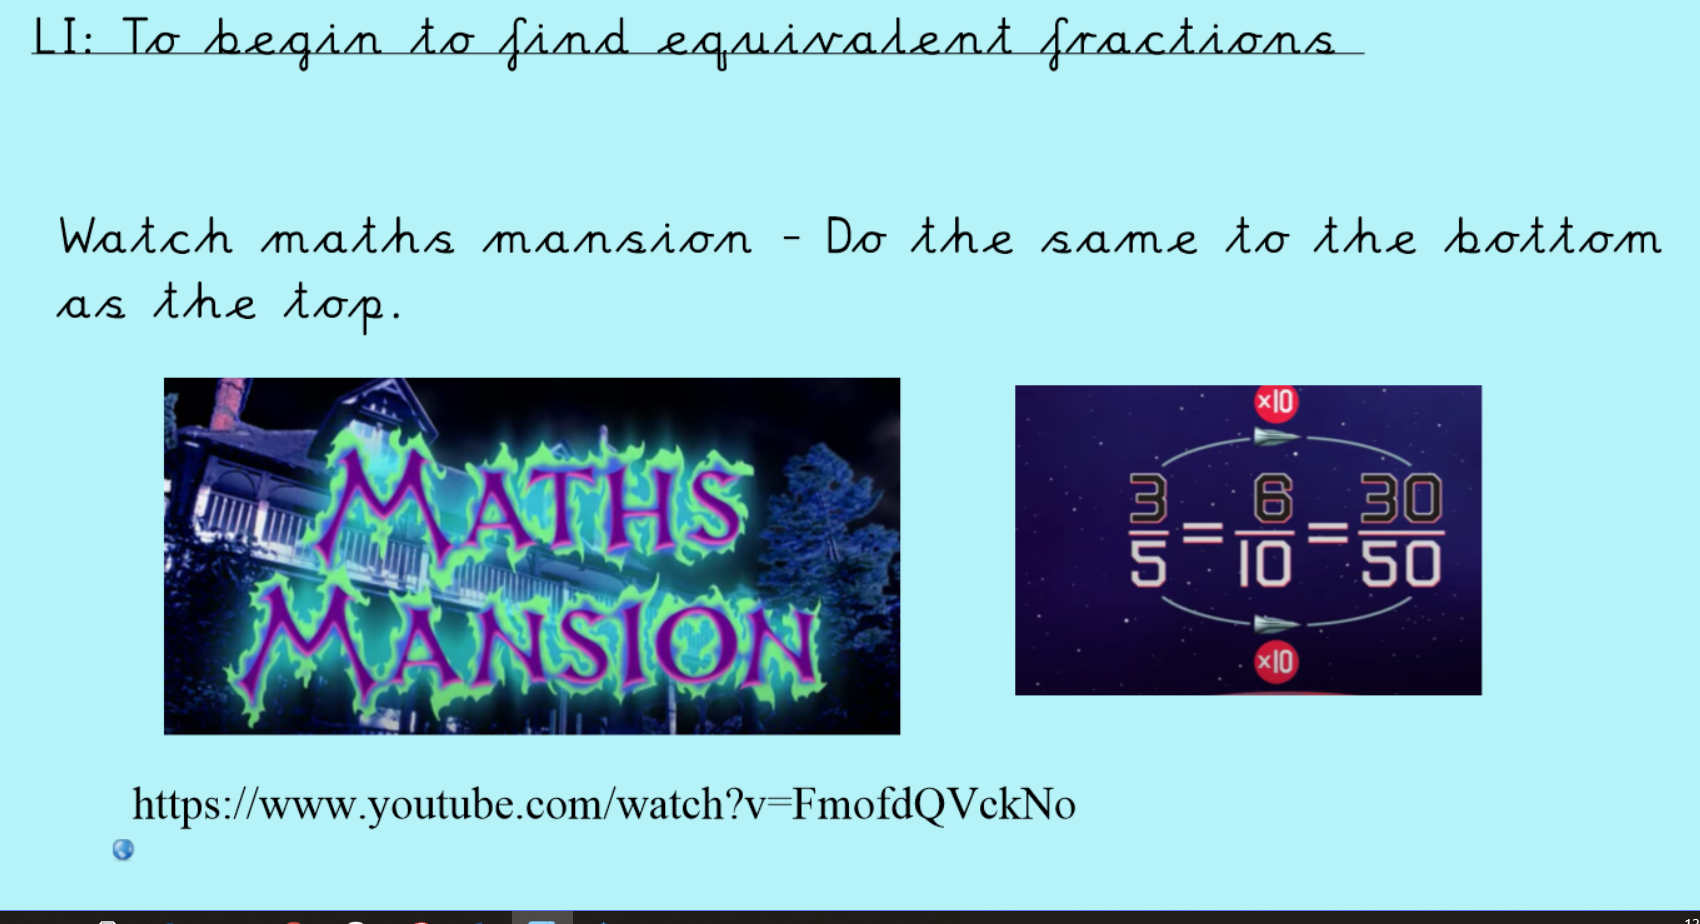 LI: To begin to find equivalent fractions
Watch maths mansion - Do the same to the bottom
as the top.
MATHS
MANSION
×10
3/5 = 6/10 = 30/50
×10
https://www.youtube.com/watch?v=FmofdQVckNo